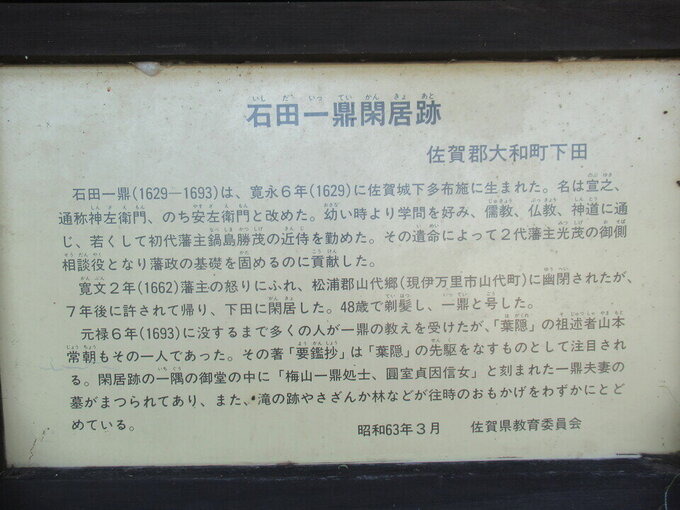 石田一鼎閑居跡
佐賀郡大和町下田
石田一鼎(1629—1693)は、寛永6年(1629)に佐賀城下多布施に生まれた。名は宣之、
通称神左衛門、のち安左衛門と改めた。幼い時より学問を好み、儒教、仏教、神道に通
じ、若くして初代藩主鍋島勝茂の近侍を勤めた。その遺命によって2代藩主光茂の御側
相談役となり藩政の基礎を固めるのに貢献した。
寛文2年(1662)藩主の怒りにふれ、松浦郡山代郷(現伊万里市山代町)に幽閉されたが、
7年後に許されて帰り、下田に閑居した。48歳で剃髪し、一鼎と号した。
元禄6年(1693)に没するまで多くの人が一鼎の教えを受けたが、「葉隠」の祖述者山本
常朝もその一人であった。その著「要鑑抄」は「葉隠」の先駆をなすものとして注目され
る。閑居跡の一隅の御堂の中に「梅山一鼎処士、圓室貞因信女」と刻まれた一鼎夫妻の
墓がまつられてあり、また、滝の跡やさざんか林などが往時のおもかげをわずかにとど
めている。
昭和63年3月 佐賀県教育委員会